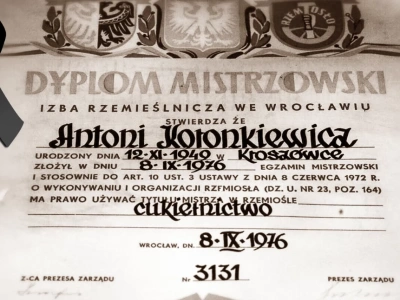 RZEMIOSŁO
DYPLOM MISTRZOWSKI
IZBA RZEMIEŚLNICZA WE WROCŁAWIU
STWIERDZA ŻE
Antoni Koronkiewicz
URODZONY DNIA 12-XI-1949 W Krosnowice
ZŁOŻYŁ W DNIU 8-IX-1976 EGZAMIN MISTRZOWSKI
I STOSOWNIE DO ART. 10 UST. 3 USTAWY Z DNIA 8 CZERWCA 1972 R.
O WYKONYWANIU I ORGANIZACJI RZEMIOSŁA (DZ. U. NR 23, POZ. 164)
MA PRAWO UŻYWAĆ TYTUŁU MISTRZA W RZEMIOŚLE
cukiernictwo
WROCŁAW, DN. 8-IX-1976
Z-CA PREZESA ZARZĄDU Nr 3131 PREZES ZARZĄDU